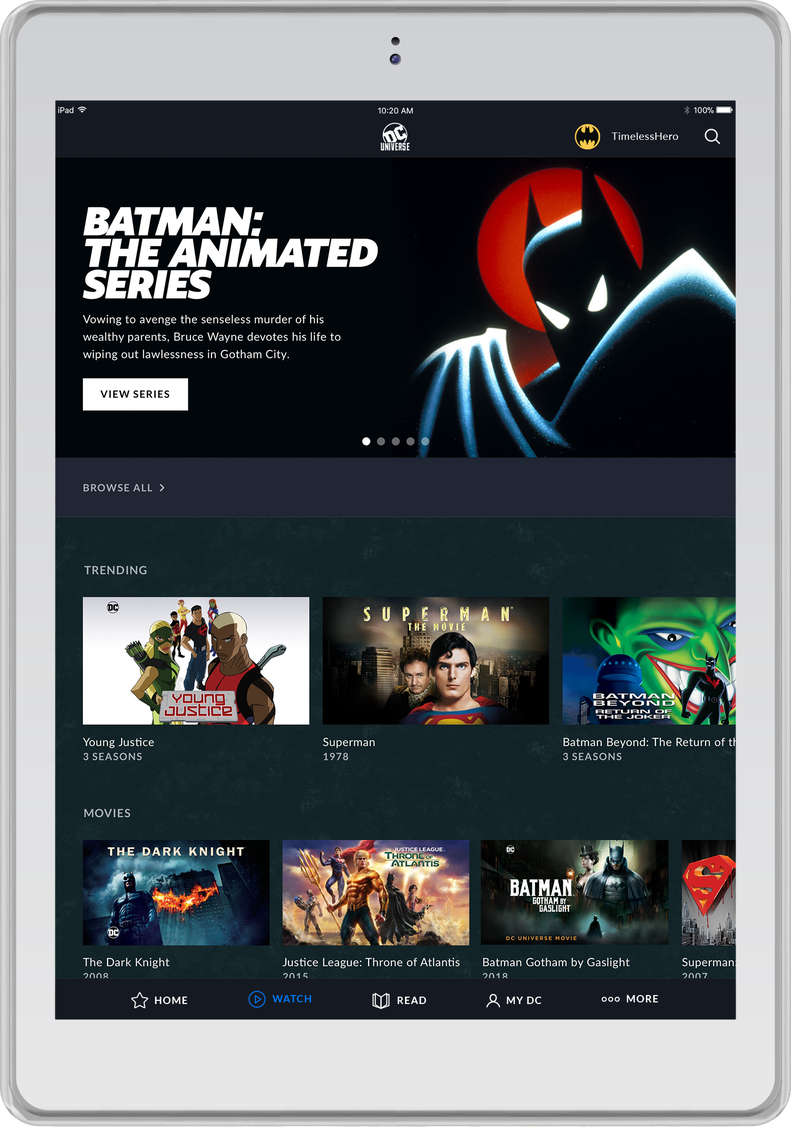 iPad
10:20 AM
100%
DC
UNIVERSE
TimelessHero
BATMAN:
THE ANIMATED
SERIES
Vowing to avenge the senseless murder of his
wealthy parents, Bruce Wayne devotes his life to
wiping out lawlessness in Gotham City.
VIEW SERIES
BROWSE ALL
TRENDING
DC
YOUNG
JUSTICE
SUPERMAN
THE MOVIE
BATMAN
BEYOND
RETURN OF
THE JOKER
Young Justice
Superman
Batman Beyond: The Return of th
3 SEASONS
1978
3 SEASONS
MOVIES
THE DARK KNIGHT
DC
JUSTICE LEAGUE
THRONE OF
ATLANTIS
DC
BATMAN
GOTHAM BY
GASLIGHT
DC UNIVERSE MOVIE
The Dark Knight
Justice League: Throne of Atlantis
Batman Gotham by Gaslight
Superman:
2008
2015
2018
2007
HOME
WATCH
READ
MY DC
MORE